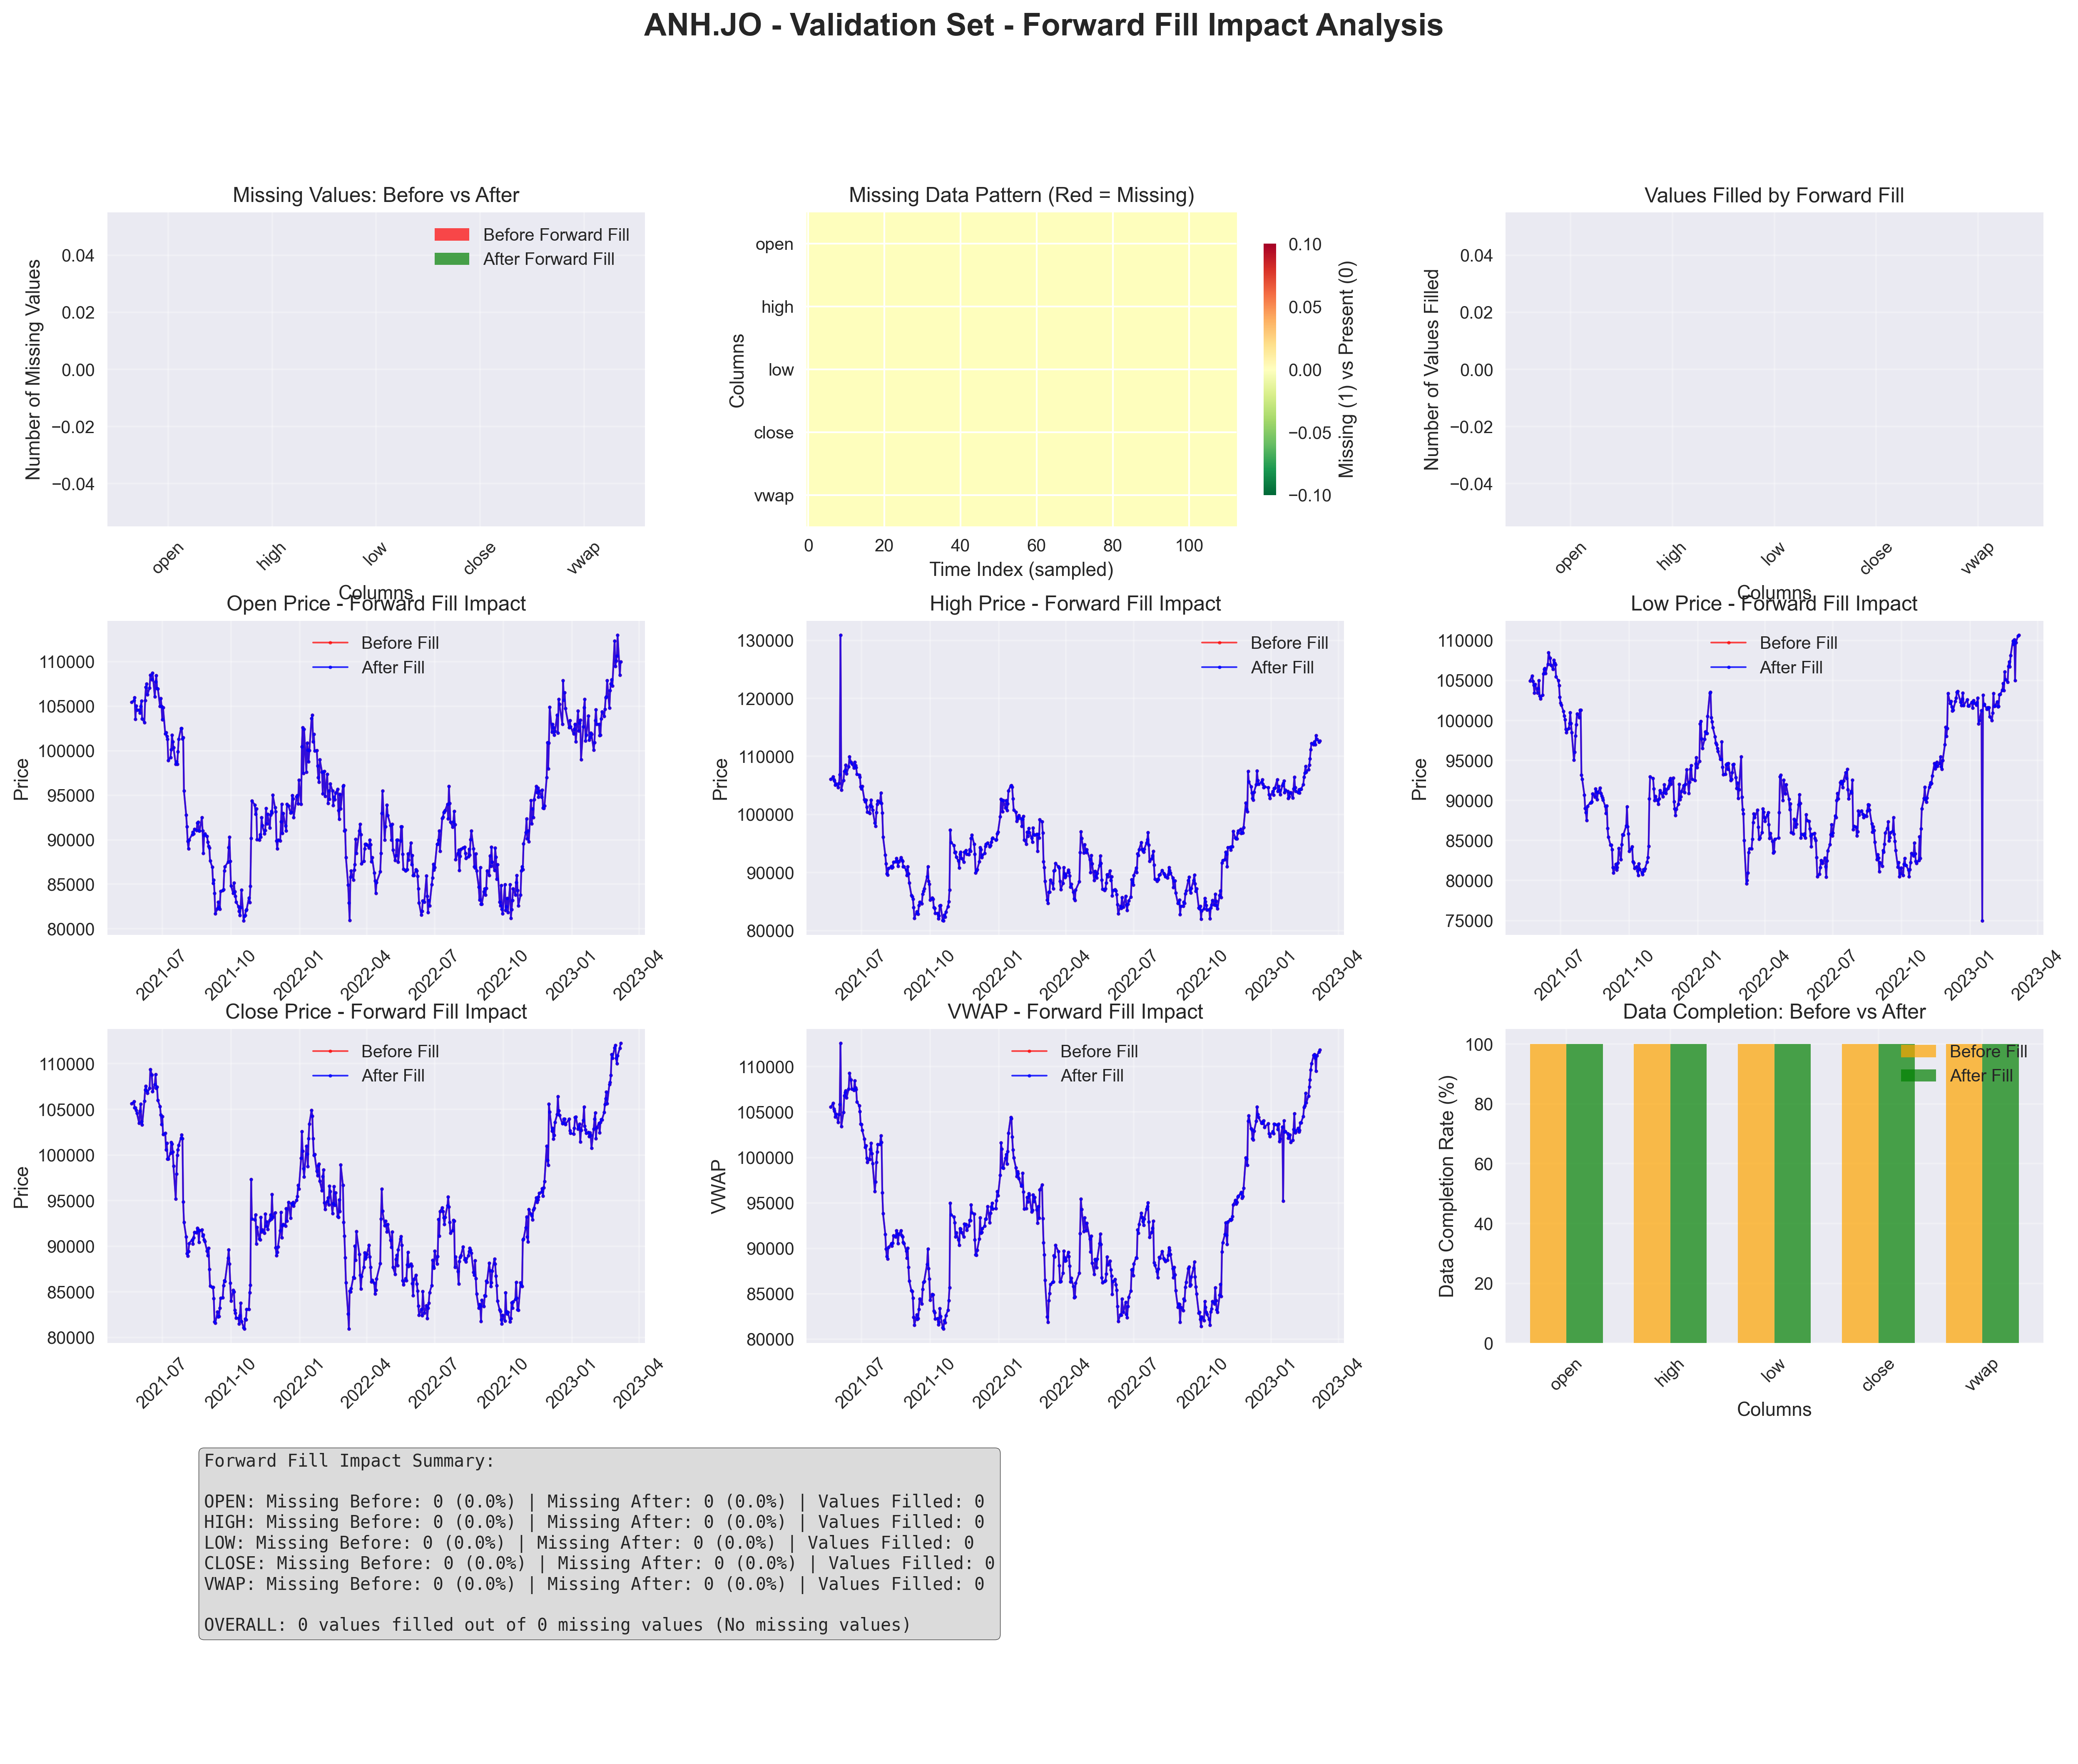 ANH.JO - Validation Set - Forward Fill Impact Analysis
Missing Values: Before vs After
Number of Missing Values
0.04
0.02
0.00
−0.02
−0.04
Before Forward Fill
After Forward Fill
open
high
low
close
vwap
Columns
Missing Data Pattern (Red = Missing)
Columns
open
high
low
close
vwap
0
20
40
60
80
100
Time Index (sampled)
0.10
0.05
0.00
−0.05
−0.10
Missing (1) vs Present (0)
Values Filled by Forward Fill
Number of Values Filled
0.04
0.02
0.00
−0.02
−0.04
open
high
low
close
vwap
Columns
Open Price - Forward Fill Impact
Price
110000
105000
100000
95000
90000
85000
80000
Before Fill
After Fill
2021-07
2021-10
2022-01
2022-04
2022-07
2022-10
2023-01
2023-04
High Price - Forward Fill Impact
Price
130000
120000
110000
100000
90000
80000
Before Fill
After Fill
2021-07
2021-10
2022-01
2022-04
2022-07
2022-10
2023-01
2023-04
Low Price - Forward Fill Impact
Price
110000
105000
100000
95000
90000
85000
80000
75000
Before Fill
After Fill
2021-07
2021-10
2022-01
2022-04
2022-07
2022-10
2023-01
2023-04
Close Price - Forward Fill Impact
Price
110000
105000
100000
95000
90000
85000
80000
Before Fill
After Fill
2021-07
2021-10
2022-01
2022-04
2022-07
2022-10
2023-01
2023-04
VWAP - Forward Fill Impact
VWAP
110000
105000
100000
95000
90000
85000
80000
Before Fill
After Fill
2021-07
2021-10
2022-01
2022-04
2022-07
2022-10
2023-01
2023-04
Data Completion: Before vs After
Data Completion Rate (%)
100
80
60
40
20
0
Before Fill
After Fill
open
high
low
close
vwap
Columns
Forward Fill Impact Summary:
OPEN: Missing Before: 0 (0.0%) | Missing After: 0 (0.0%) | Values Filled: 0
HIGH: Missing Before: 0 (0.0%) | Missing After: 0 (0.0%) | Values Filled: 0
LOW: Missing Before: 0 (0.0%) | Missing After: 0 (0.0%) | Values Filled: 0
CLOSE: Missing Before: 0 (0.0%) | Missing After: 0 (0.0%) | Values Filled: 0
VWAP: Missing Before: 0 (0.0%) | Missing After: 0 (0.0%) | Values Filled: 0
OVERALL: 0 values filled out of 0 missing values (No missing values)